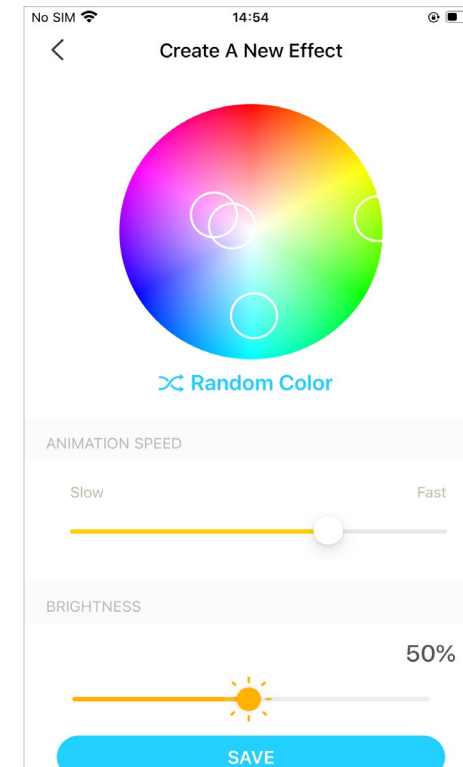 No SIM 14:54
Create A New Effect
Random Color
ANIMATION SPEED
Slow Fast
BRIGHTNESS
50%
SAVE